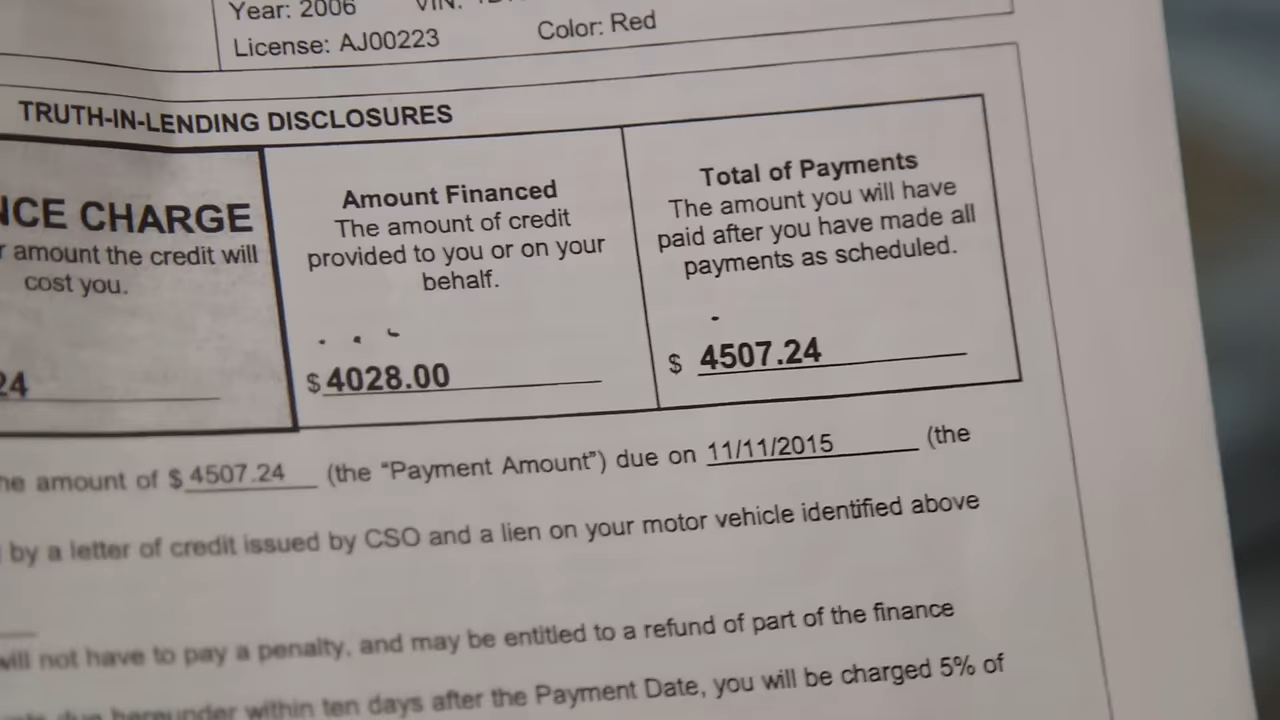 Year: 2006 VIN:
License: AJ00223 Color: Red
TRUTH-IN-LENDING DISCLOSURES
NCE CHARGE
r amount the credit will
cost you.
24
Amount Financed
The amount of credit
provided to you or on your
behalf.
$ 4028.00
Total of Payments
The amount you will have
paid after you have made all
payments as scheduled.
$ 4507.24
he amount of $ 4507.24 (the “Payment Amount”) due on 11/11/2015 (the
by a letter of credit issued by CSO and a lien on your motor vehicle identified above
will not have to pay a penalty, and may be entitled to a refund of part of the finance
due hereunder within ten days after the Payment Date, you will be charged 5% of